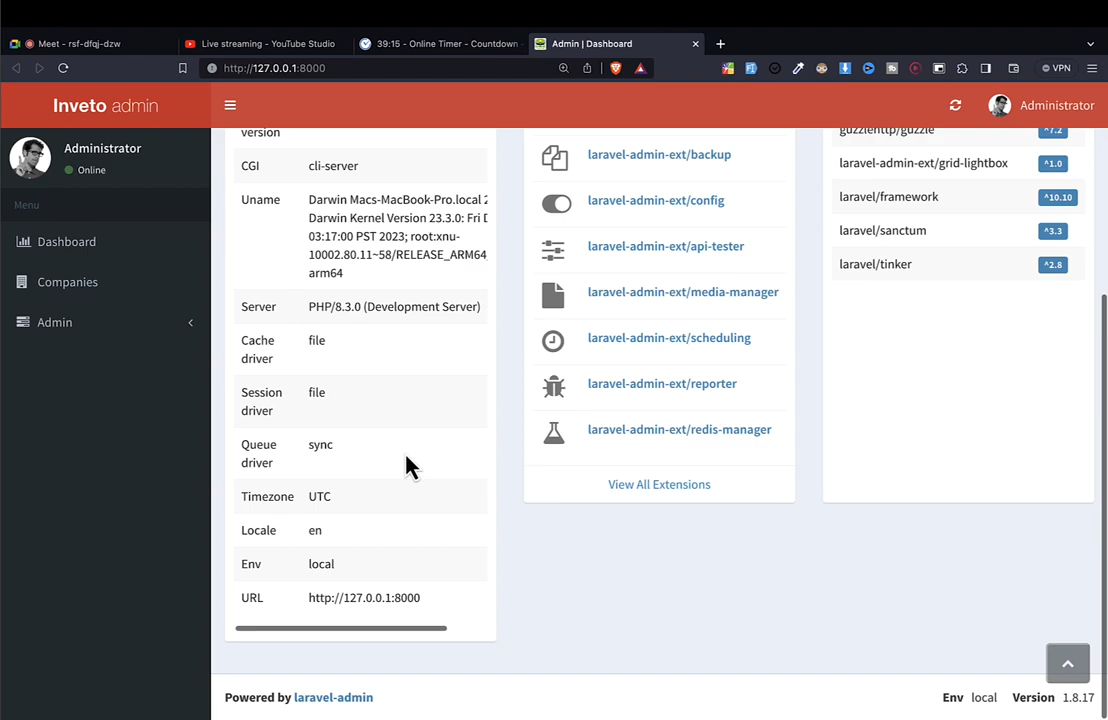 Meet - rsf-dfqj-dzw
Live streaming - YouTube Studio
39:15 - Online Timer - Countdown
Admin | Dashboard
http://127.0.0.1:8000
VPN
Inveto admin
Administrator
Administrator
Online
Menu
Dashboard
Companies
Admin
version
CGI cli-server
Uname Darwin Macs-MacBook-Pro.local 2
Darwin Kernel Version 23.3.0: Fri D
03:17:00 PST 2023; root:xnu-
10002.80.11~58/RELEASE_ARM64_
arm64
Server PHP/8.3.0 (Development Server)
Cache driver file
Session driver file
Queue driver sync
Timezone UTC
Locale en
Env local
URL http://127.0.0.1:8000
laravel-admin-ext/backup
laravel-admin-ext/config
laravel-admin-ext/api-tester
laravel-admin-ext/media-manager
laravel-admin-ext/scheduling
laravel-admin-ext/reporter
laravel-admin-ext/redis-manager
View All Extensions
guzzlehttp/guzzle ^7.2
laravel-admin-ext/grid-lightbox ^1.0
laravel/framework ^10.10
laravel/sanctum ^3.3
laravel/tinker ^2.8
Powered by laravel-admin
Env local Version 1.8.17